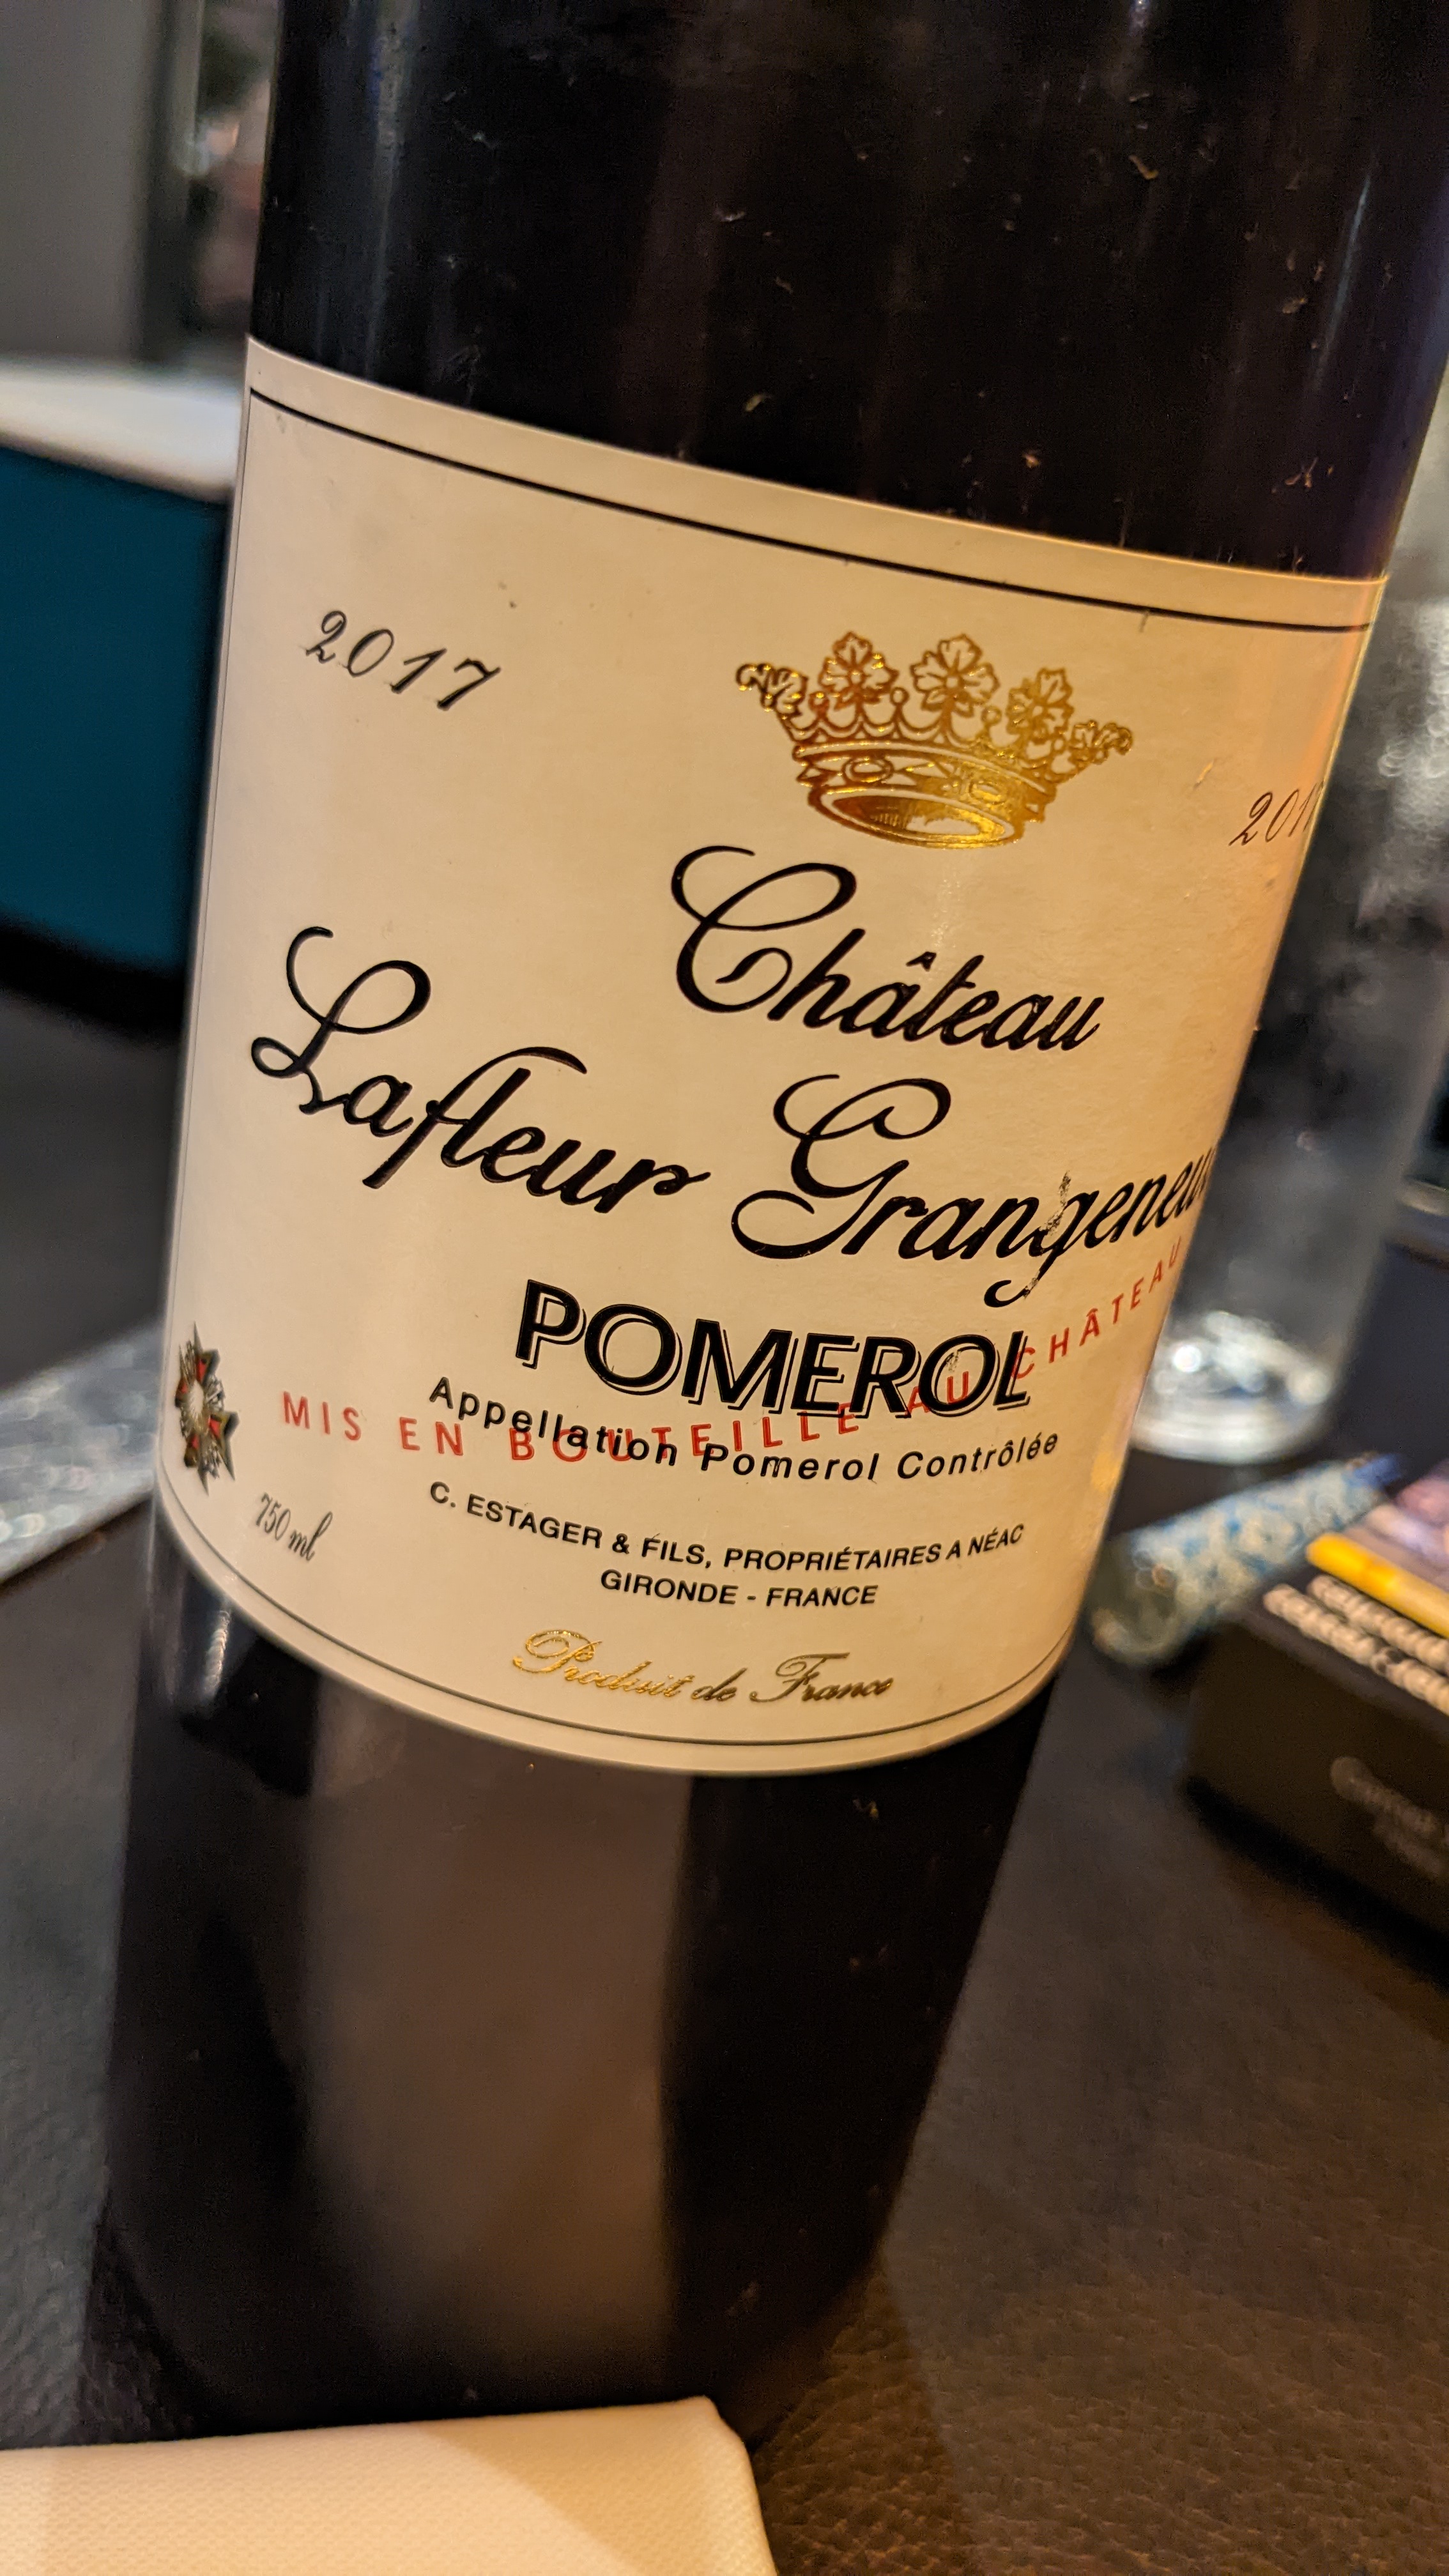 2017
201
Château
Lafleur Grangeneu
POMEROL
MIS EN BOUTEILLE AU CHÂTEAU
Appellation Pomerol Contrôlée
C. ESTAGER & FILS, PROPRIÉTAIRES A NÉAC
GIRONDE - FRANCE
750 ml
Produit de France